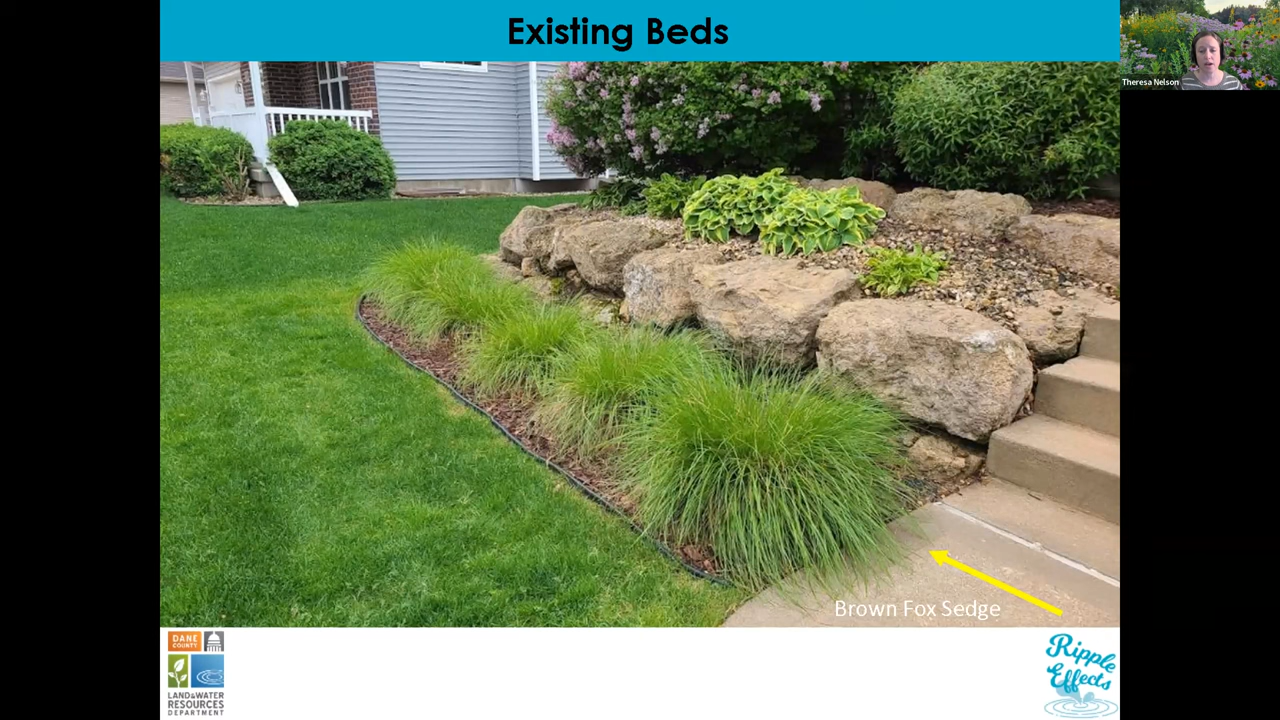 Existing Beds
Theresa Nelson
Brown Fox Sedge
DANE
COUNTY
LAND & WATER
RESOURCES
DEPARTMENT
Ripple
Effects